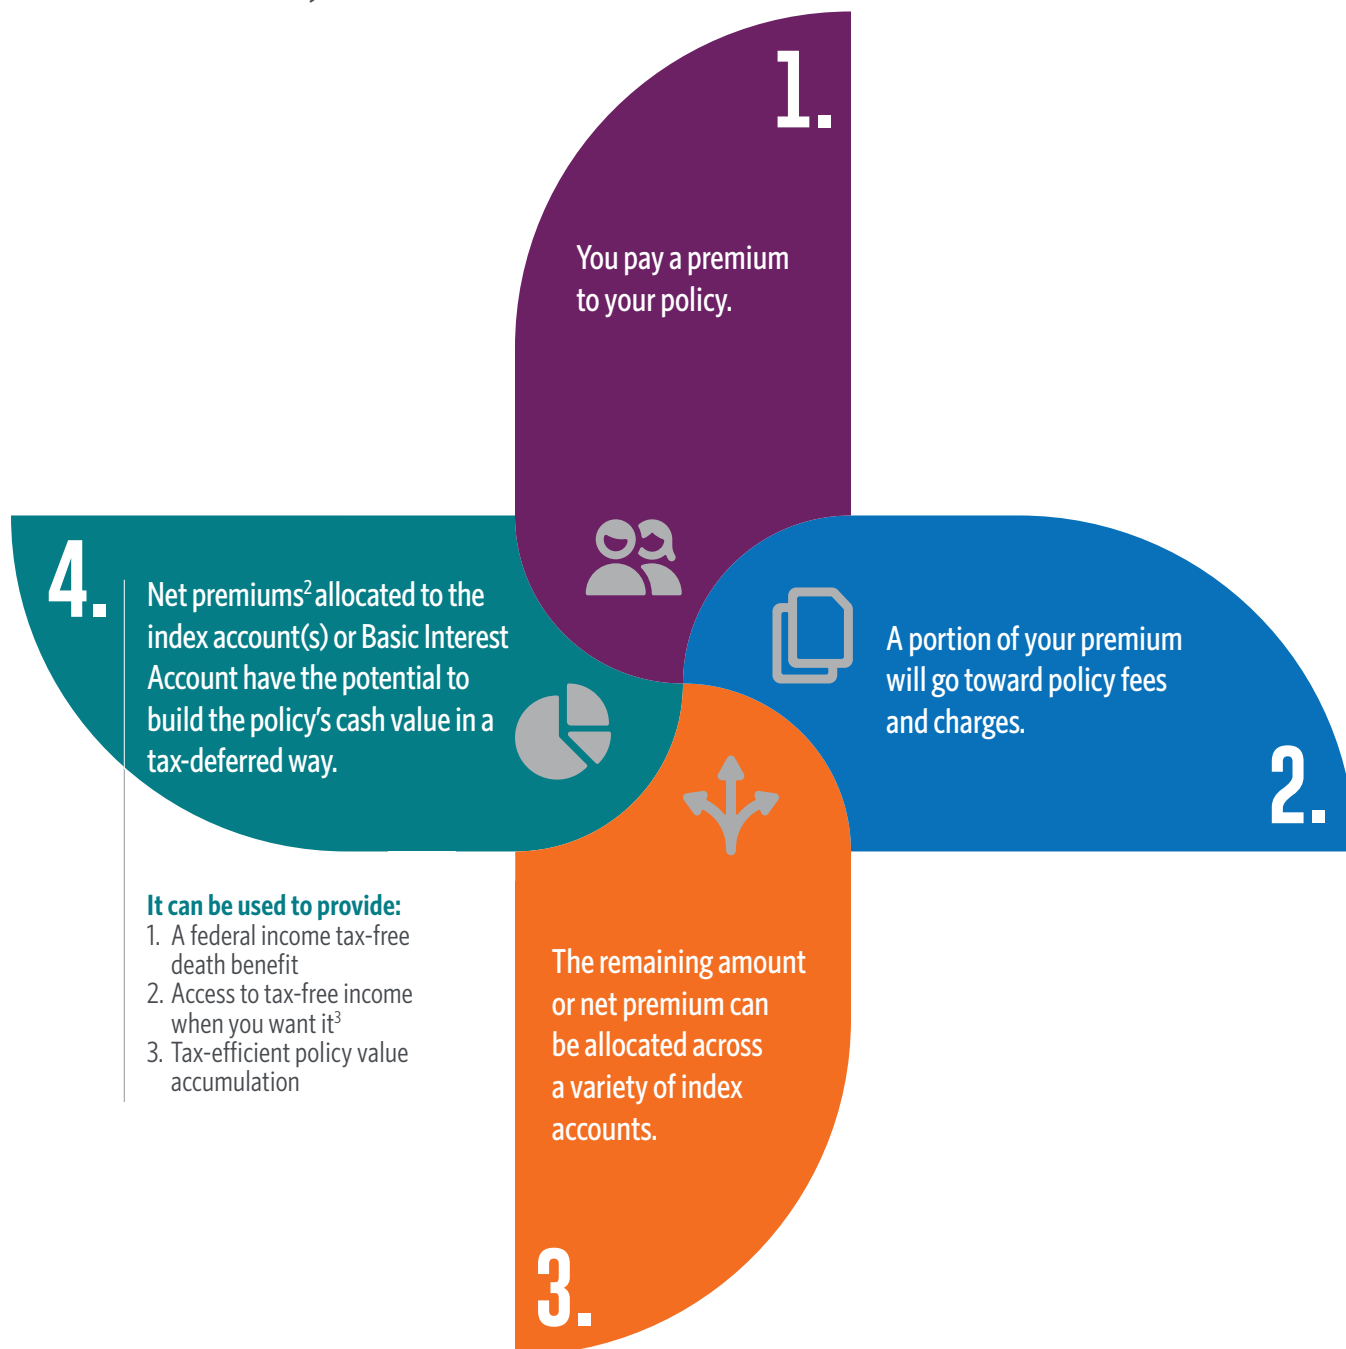 1.
You pay a premium
to your policy.
A portion of your premium
will go toward policy fees
and charges.
2.
The remaining amount
or net premium can
be allocated across
a variety of index
accounts.
3.
4.
Net premiums² allocated to the
index account(s) or Basic Interest
Account have the potential to
build the policy’s cash value in a
tax-deferred way.
It can be used to provide:
1. A federal income tax-free
death benefit
2. Access to tax-free income
when you want it³
3. Tax-efficient policy value
accumulation